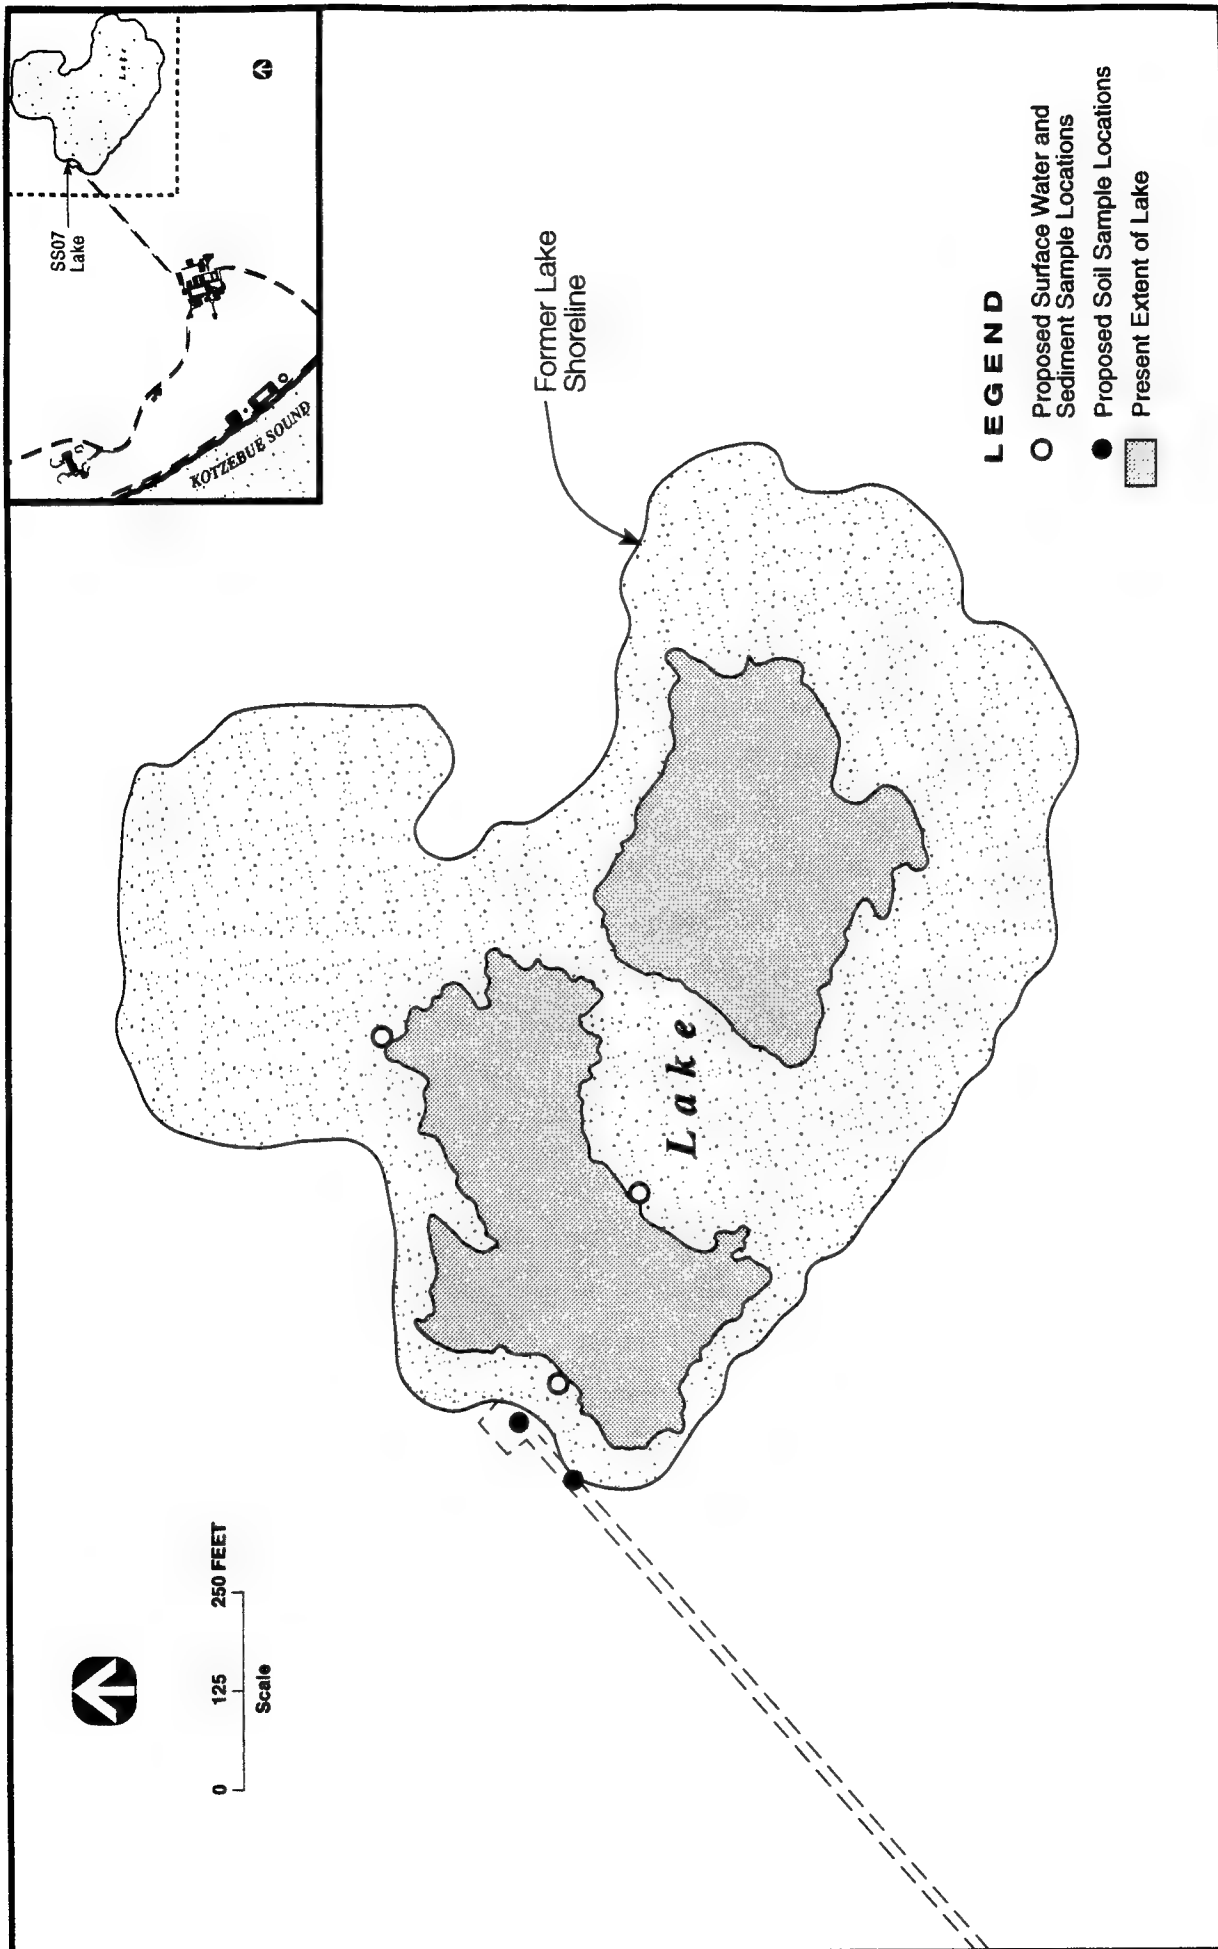 SS07
Lake
Lake
KOTZEBUE SOUND
Former Lake
Shoreline
Lake
0 125 250 FEET
Scale
LEGEND
Proposed Surface Water and
Sediment Sample Locations
Proposed Soil Sample Locations
Present Extent of Lake